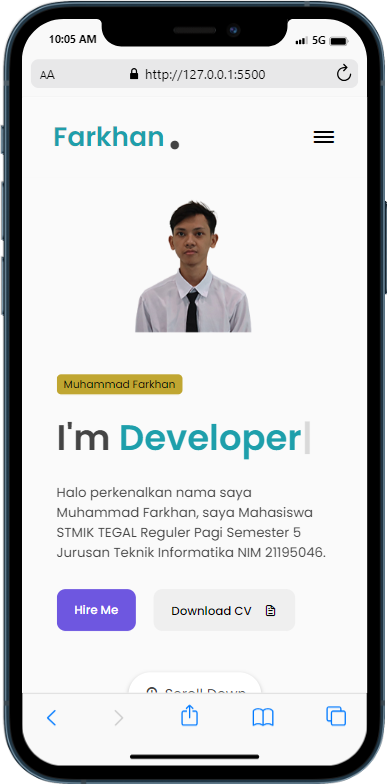 10:05 AM 5G
AA http://127.0.0.1:5500
Farkhan .
Muhammad Farkhan
I'm Developer|
Halo perkenalkan nama saya
Muhammad Farkhan, saya Mahasiswa
STMIK TEGAL Reguler Pagi Semester 5
Jurusan Teknik Informatika NIM 21195046.
Hire Me Download CV
Scroll Down